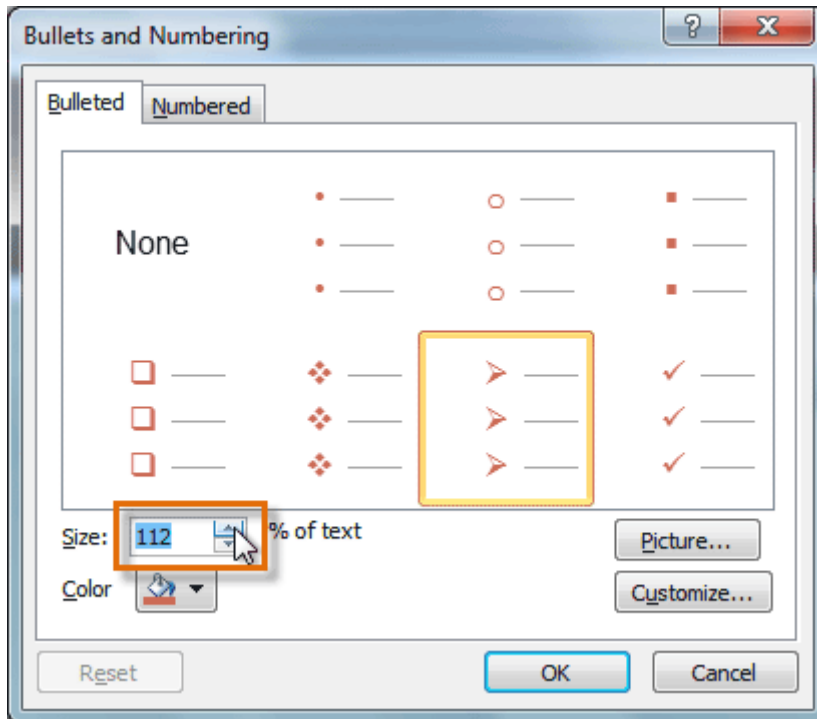 Bullets and Numbering
Bulleted Numbered
None
Size: 112 % of text
Picture...
Color
Customize...
Reset OK Cancel